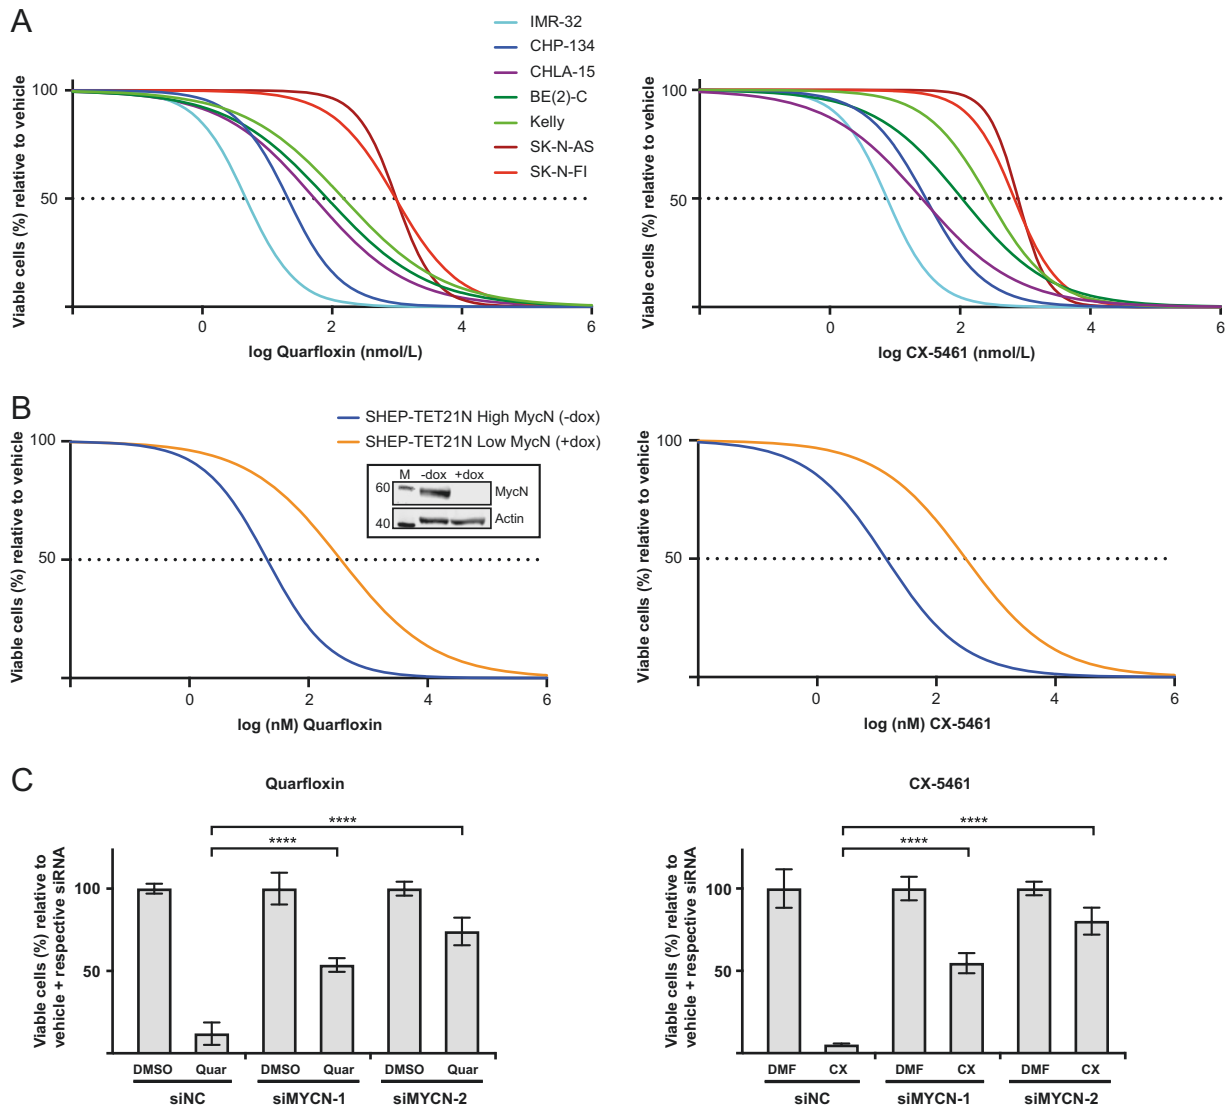 A
IMR-32
CHP-134
CHLA-15
BE(2)-C
Kelly
SK-N-AS
SK-N-FI
Viable cells (%) relative to vehicle
100
50
0
2
4
6
log Quarfloxin (nmol/L)
Viable cells (%) relative to vehicle
100
50
0
2
4
6
log CX-5461 (nmol/L)
B
SHEP-TET21N High MycN (-dox)
SHEP-TET21N Low MycN (+dox)
M -dox +dox
60
MycN
40
Actin
Viable cells (%) relative to vehicle
100
50
0
2
4
6
log (nM) Quarfloxin
Viable cells (%) relative to vehicle
100
50
0
2
4
6
log (nM) CX-5461
C
Quarfloxin
****
****
Viable cells (%) relative to
vehicle + respective siRNA
100
50
DMSO Quar DMSO Quar DMSO Quar
siNC siMYCN-1 siMYCN-2
CX-5461
****
****
Viable cells (%) relative to
vehicle + respective siRNA
100
50
DMF CX DMF CX DMF CX
siNC siMYCN-1 siMYCN-2